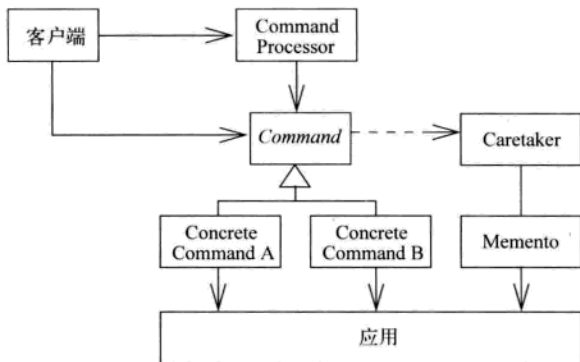 客户端
Command
Processor
Command
Caretaker
Concrete
Command A
Concrete
Command B
Memento
应用